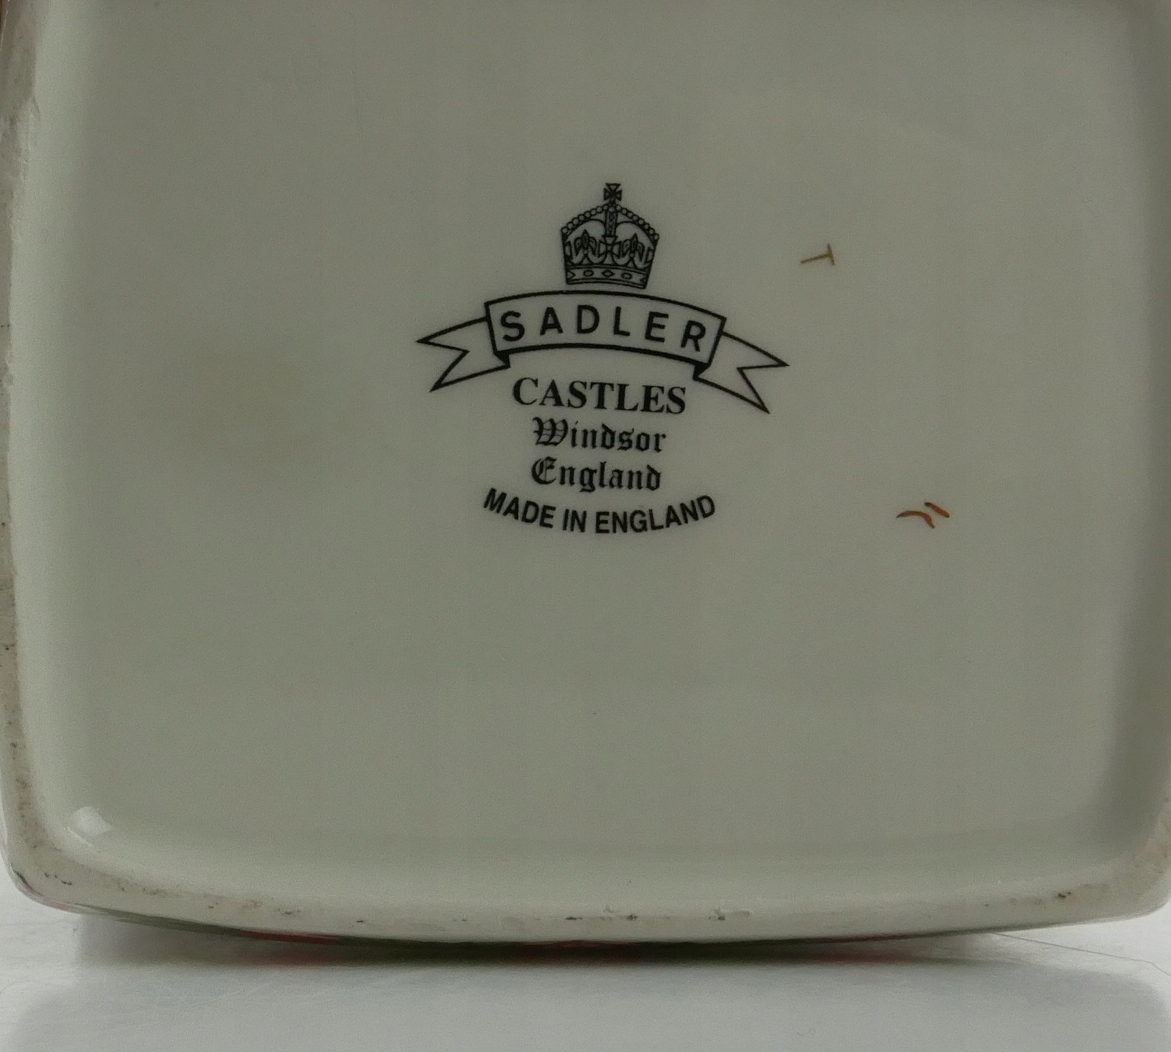 T
SADLER
CASTLES
Windsor
England
MADE IN ENGLAND